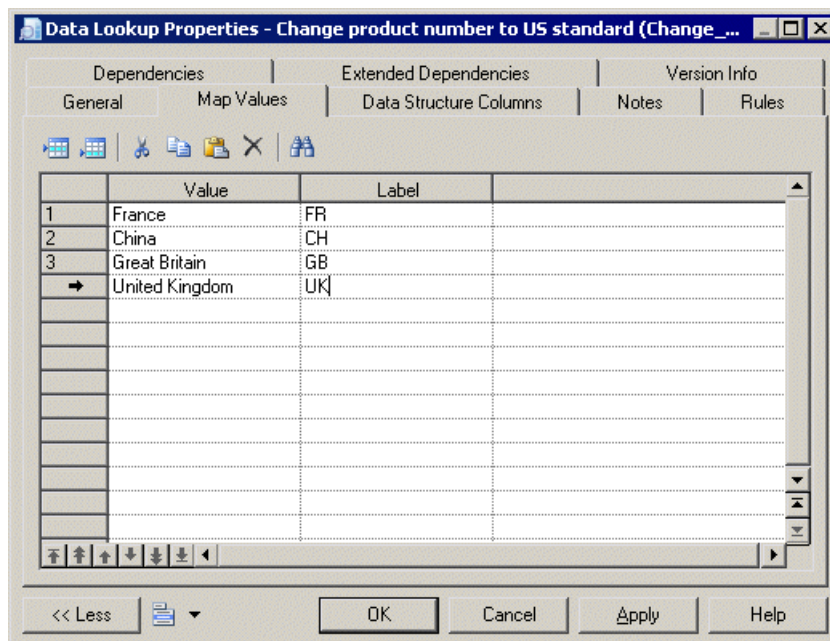 Data Lookup Properties - Change product number to US standard (Change_...
Dependencies Extended Dependencies Version Info
General Map Values Data Structure Columns Notes Rules
Value Label
1 France FR
2 China CH
3 Great Britain GB
United Kingdom UK
<< Less OK Cancel Apply Help